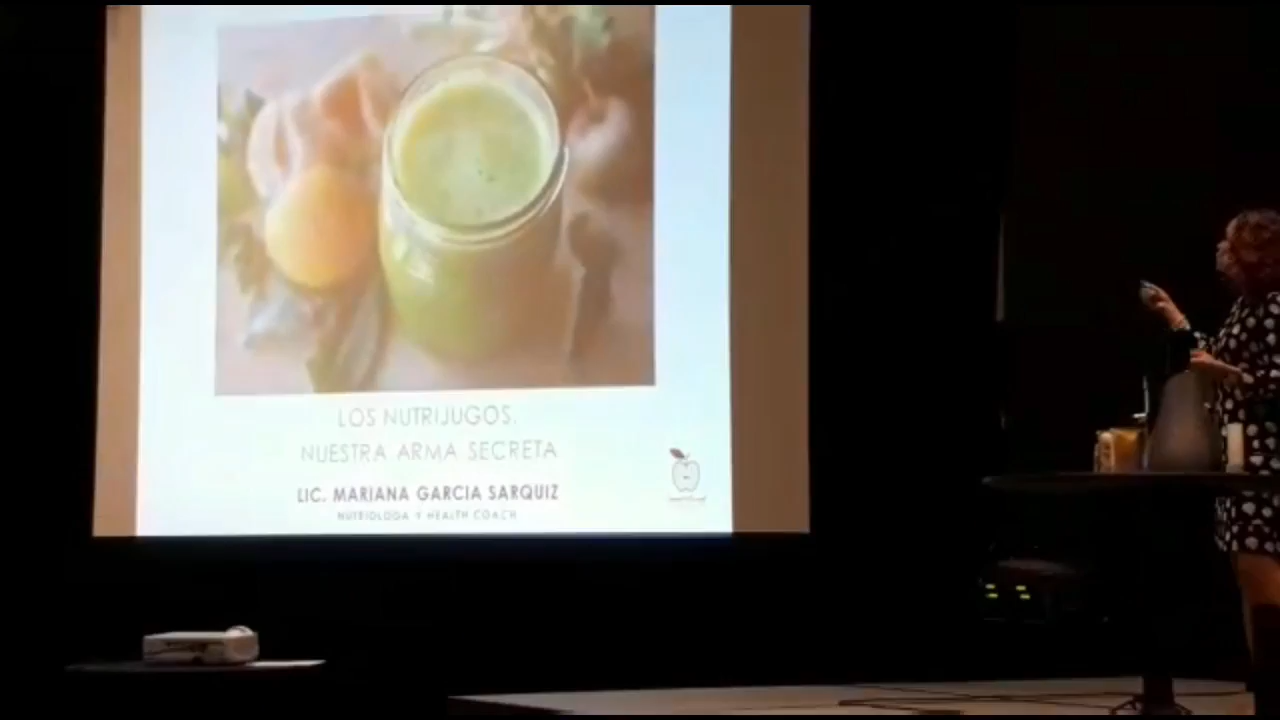 LOS NUTRIJUGOS.
NUESTRA ARMA SECRETA
LIC. MARIANA GARCIA SARQUIZ
NUTRIOLOGA Y HEALTH COACH